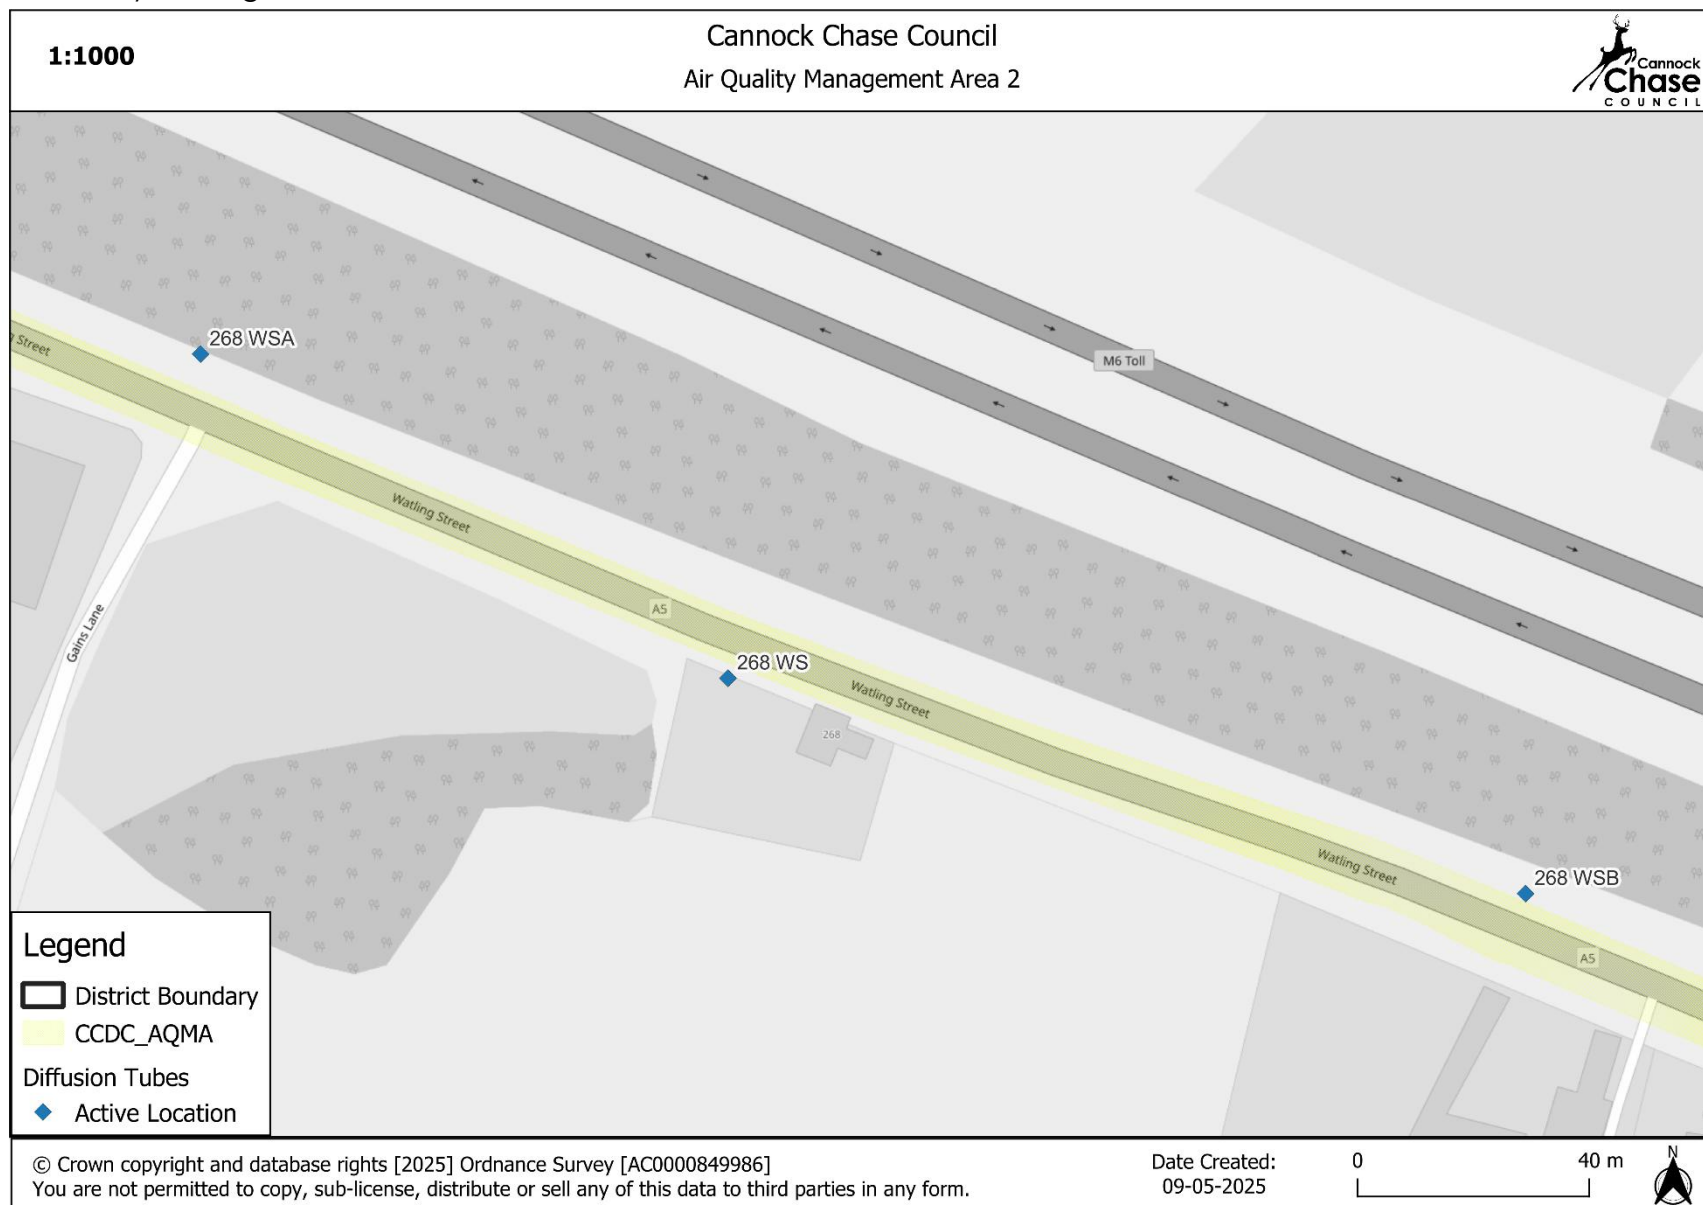 1:1000
Cannock Chase Council
Air Quality Management Area 2
Cannock
Chase
COUNCIL
M6 Toll
268 WSA
Street
Watling Street
Gains Lane
A5
268 WS
Watling Street
268
Watling Street
268 WSB
A5
Legend
District Boundary
CCDC_AQMA
Diffusion Tubes
Active Location
© Crown copyright and database rights [2025] Ordnance Survey [AC0000849986]
You are not permitted to copy, sub-license, distribute or sell any of this data to third parties in any form.
Date Created:
09-05-2025
0 40 m
N